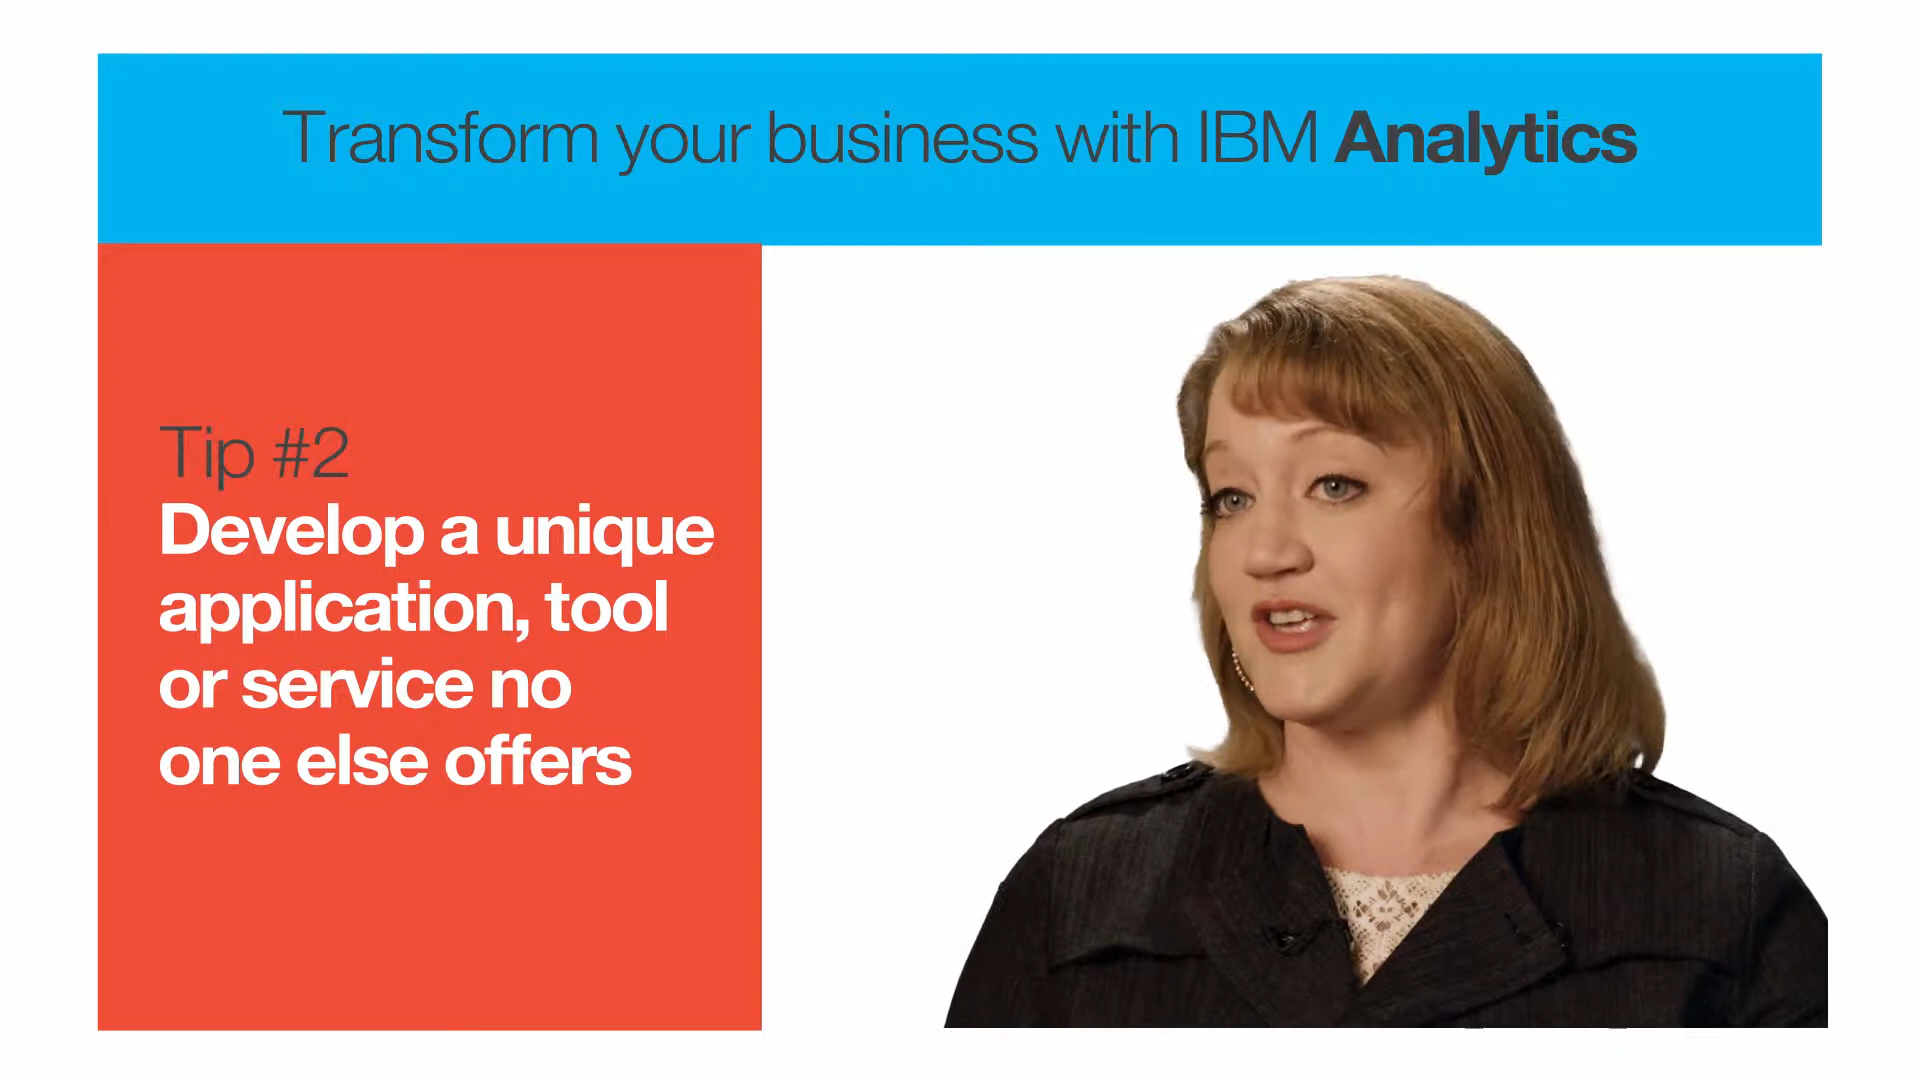 Transform your business with IBM Analytics
Tip #2
Develop a unique
application, tool
or service no
one else offers